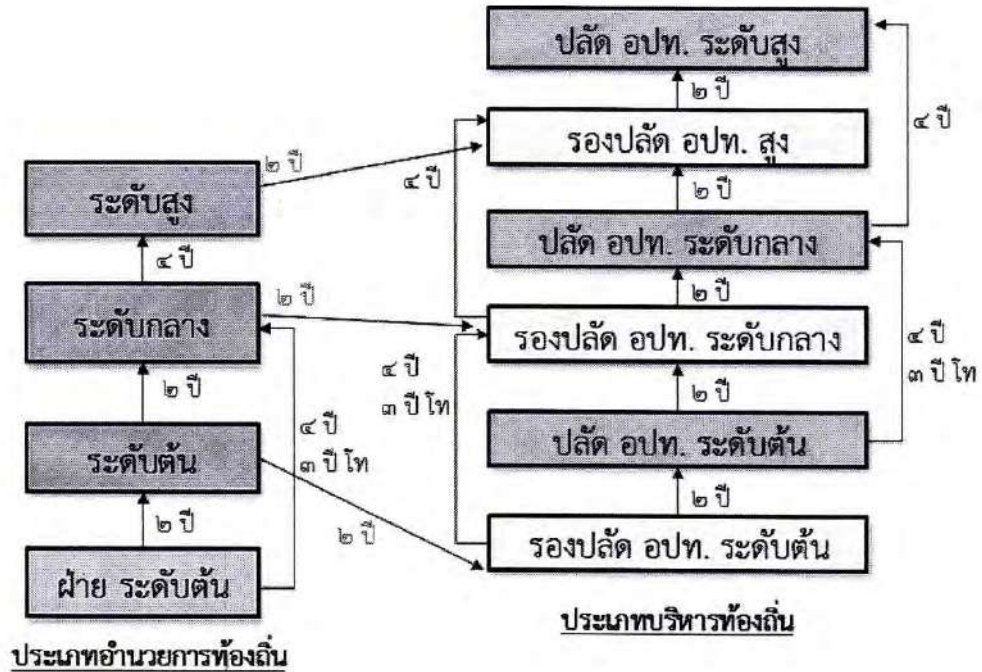 ปลัด อปท. ระดับสูง
๒ ปี
๔ ปี
รองปลัด อปท. สูง
๒ ปี
๔ ปี
๒ ปี
ระดับสูง
ปลัด อปท. ระดับกลาง
๔ ปี
๒ ปี
๒ ปี
ระดับกลาง
รองปลัด อปท. ระดับกลาง
๔ ปี
๓ ปี โท
๒ ปี
๔ ปี
๓ ปี โท
๒ ปี
๔ ปี
๓ ปี โท
ระดับต้น
ปลัด อปท. ระดับต้น
๒ ปี
๒ ปี
๒ ปี
ฝ่าย ระดับต้น
รองปลัด อปท. ระดับต้น
ประเภทอำนวยการท้องถิ่น
ประเภทบริหารท้องถิ่น